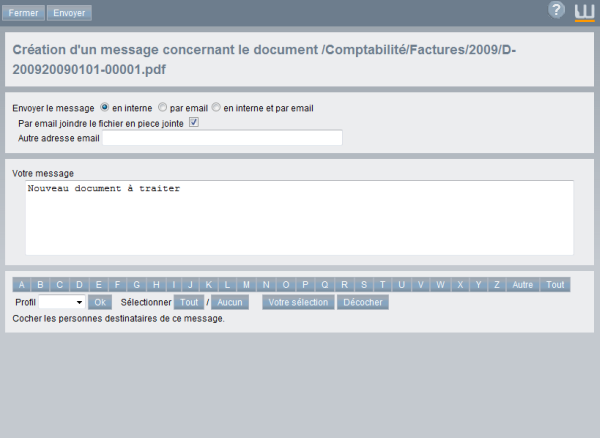 Fermer Envoyer ?
Création d'un message concernant le document /Comptabilité/Factures/2009/D-
200920090101-00001.pdf
Envoyer le message en interne par email en interne et par email
Par email joindre le fichier en piece jointe
Autre adresse email
Votre message
Nouveau document à traiter
A B C D E F G H I J K L M N O P Q R S T U V W X Y Z Autre Tout
Profil Ok Sélectionner Tout / Aucun Votre sélection Décocher
Cocher les personnes destinataires de ce message.